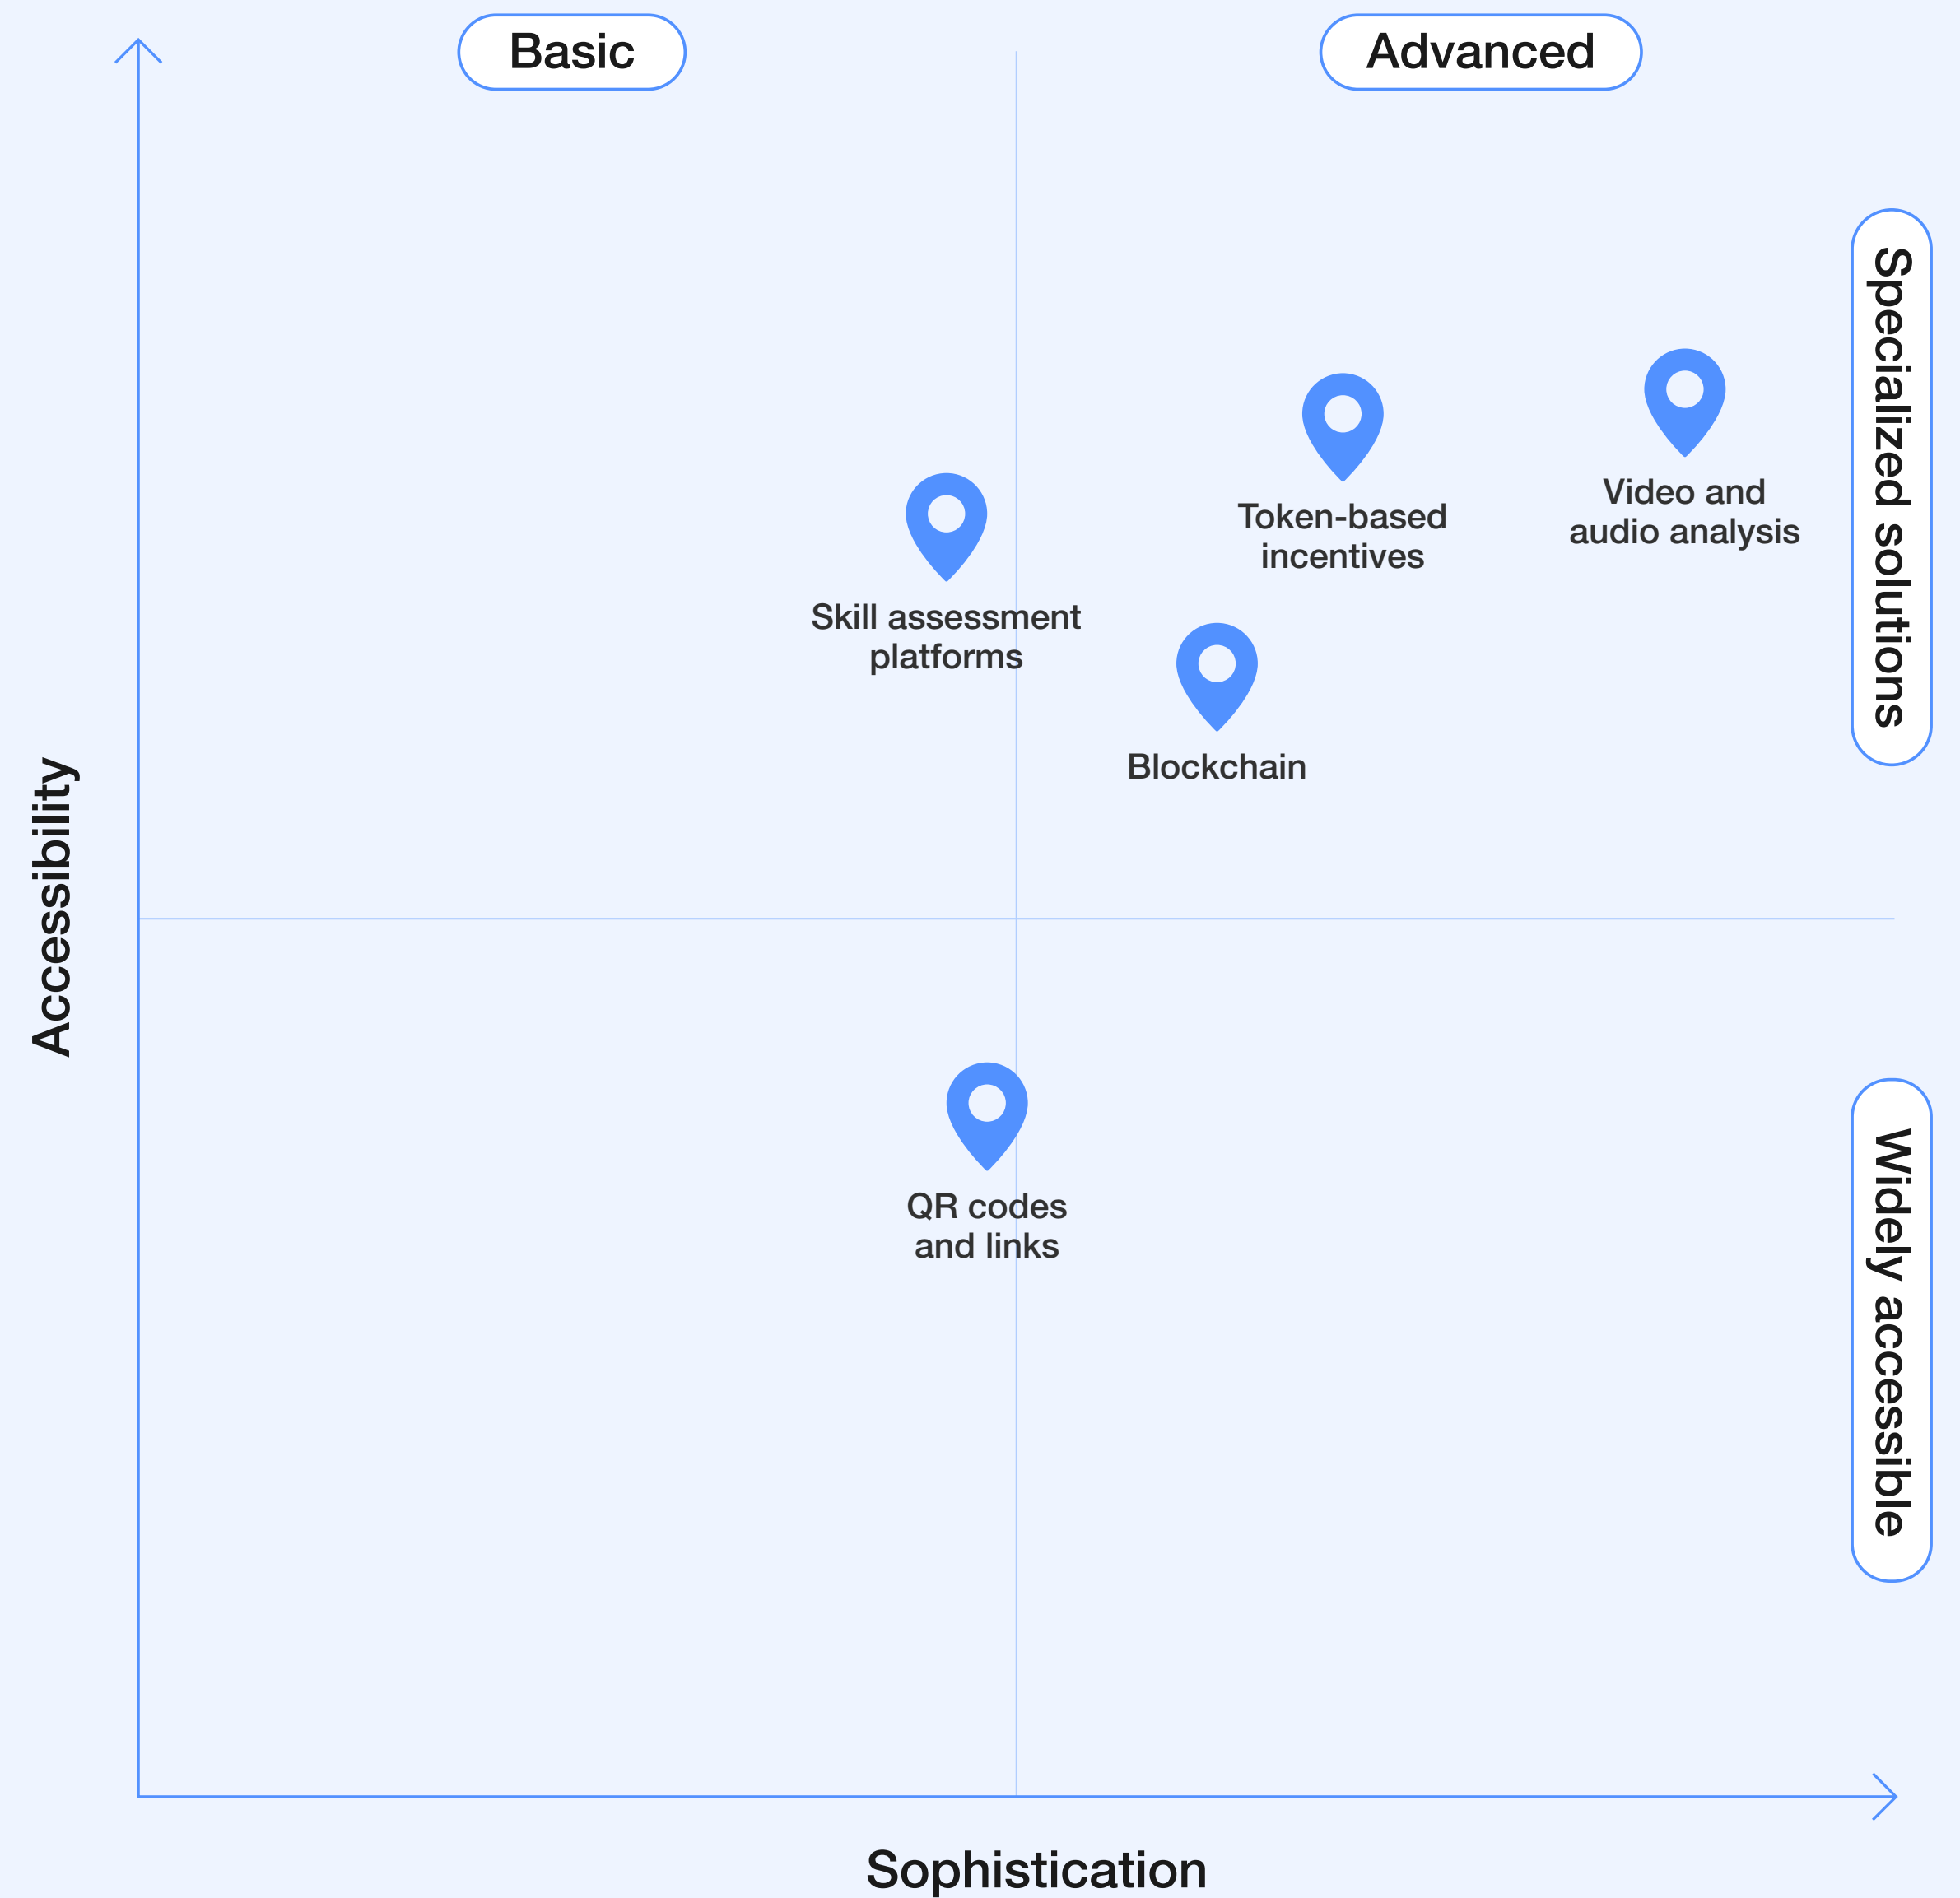 Basic
Advanced
Specialized solutions
Video and
audio analysis
Token-based
incentives
Skill assessment
platforms
Blockchain
Accessibility
QR codes
and links
Widely accessible
Sophistication